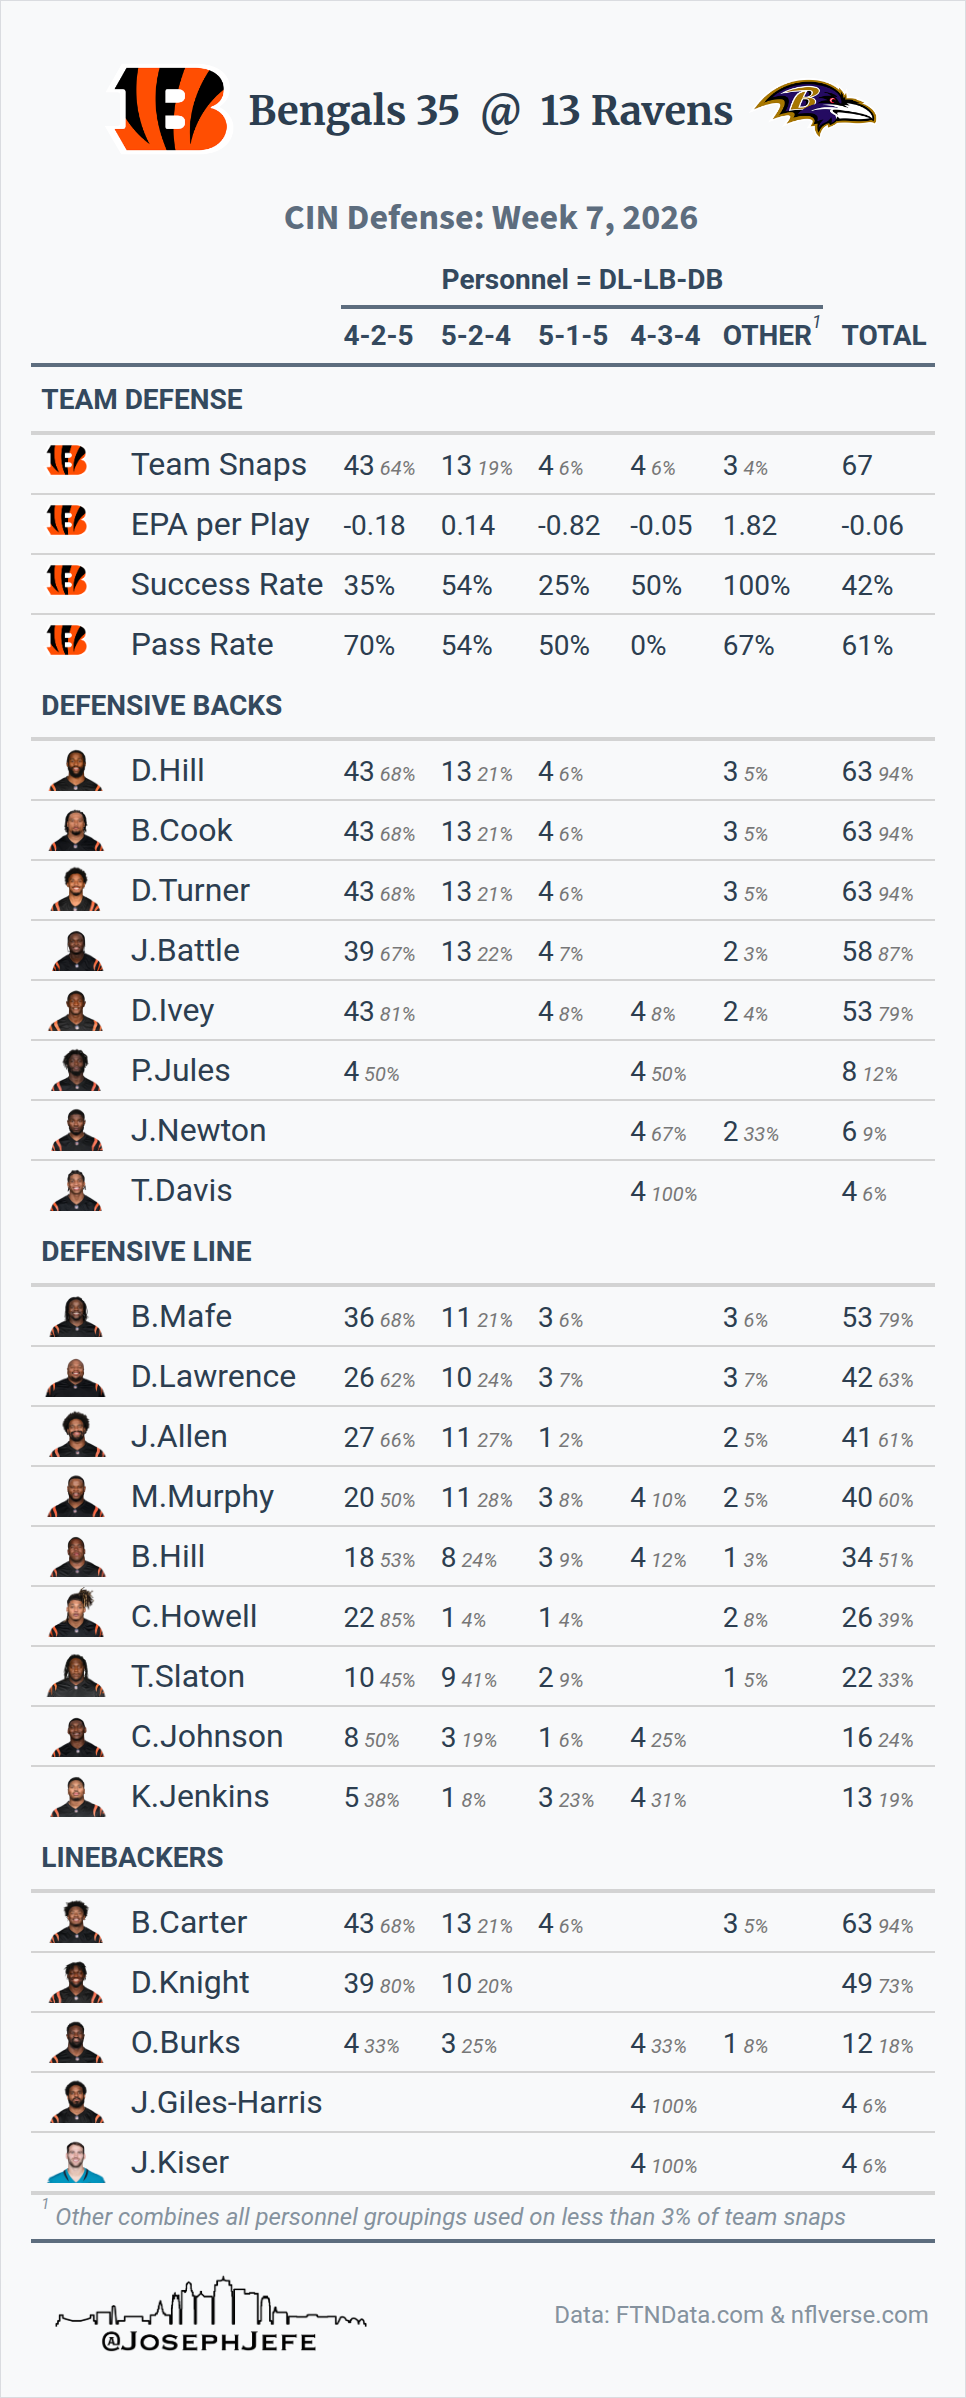 Bengals 35 @ 13 Ravens
CIN Defense: Week 7, 2026
Personnel = DL-LB-DB
4-2-5 5-2-4 5-1-5 4-3-4 OTHER1 TOTAL
TEAM DEFENSE
Team Snaps 43 64% 13 19% 4 6% 4 6% 3 4% 67
EPA per Play -0.18 0.14 -0.82 -0.05 1.82 -0.06
Success Rate 35% 54% 25% 50% 100% 42%
Pass Rate 70% 54% 50% 0% 67% 61%
DEFENSIVE BACKS
D.Hill 43 68% 13 21% 4 6% 3 5% 63 94%
B.Cook 43 68% 13 21% 4 6% 3 5% 63 94%
D.Turner 43 68% 13 21% 4 6% 3 5% 63 94%
J.Battle 39 67% 13 22% 4 7% 2 3% 58 87%
D.Ivey 43 81% 4 8% 4 8% 2 4% 53 79%
P.Jules 4 50% 4 50% 8 12%
J.Newton 4 67% 2 33% 6 9%
T.Davis 4 100% 4 6%
DEFENSIVE LINE
B.Mafe 36 68% 11 21% 3 6% 3 6% 53 79%
D.Lawrence 26 62% 10 24% 3 7% 3 7% 42 63%
J.Allen 27 66% 11 27% 1 2% 2 5% 41 61%
M.Murphy 20 50% 11 28% 3 8% 4 10% 2 5% 40 60%
B.Hill 18 53% 8 24% 3 9% 4 12% 1 3% 34 51%
C.Howell 22 85% 1 4% 1 4% 2 8% 26 39%
T.Slaton 10 45% 9 41% 2 9% 1 5% 22 33%
C.Johnson 8 50% 3 19% 1 6% 4 25% 16 24%
K.Jenkins 5 38% 1 8% 3 23% 4 31% 13 19%
LINEBACKERS
B.Carter 43 68% 13 21% 4 6% 3 5% 63 94%
D.Knight 39 80% 10 20% 49 73%
O.Burks 4 33% 3 25% 4 33% 1 8% 12 18%
J.Giles-Harris 4 100% 4 6%
J.Kiser 4 100% 4 6%
1 Other combines all personnel groupings used on less than 3% of team snaps
@JOSEPHJEFE
Data: FTNData.com & nflverse.com